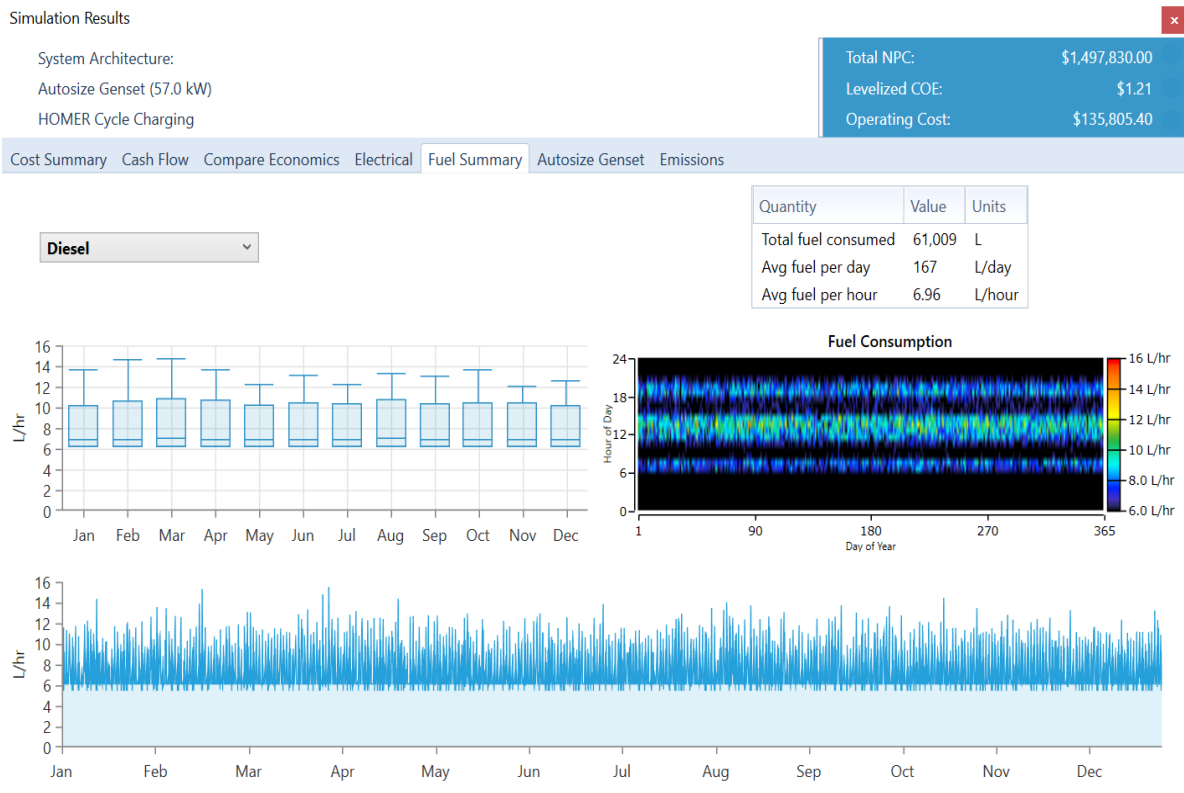 Simulation Results
x
System Architecture:
Autosize Genset (57.0 kW)
HOMER Cycle Charging
Total NPC: $1,497,830.00
Levelized COE: $1.21
Operating Cost: $135,805.40
Cost Summary Cash Flow Compare Economics Electrical Fuel Summary Autosize Genset Emissions
Diesel
Quantity Value Units
Total fuel consumed 61,009 L
Avg fuel per day 167 L/day
Avg fuel per hour 6.96 L/hour
L/hr
16
14
12
10
8
6
4
2
0
Jan Feb Mar Apr May Jun Jul Aug Sep Oct Nov Dec
Fuel Consumption
Hour of Day
24
18
12
6
0
1 90 180 270 365
Day of Year
16 L/hr
14 L/hr
12 L/hr
10 L/hr
8.0 L/hr
6.0 L/hr
L/hr
16
14
12
10
8
6
4
2
0
Jan Feb Mar Apr May Jun Jul Aug Sep Oct Nov Dec